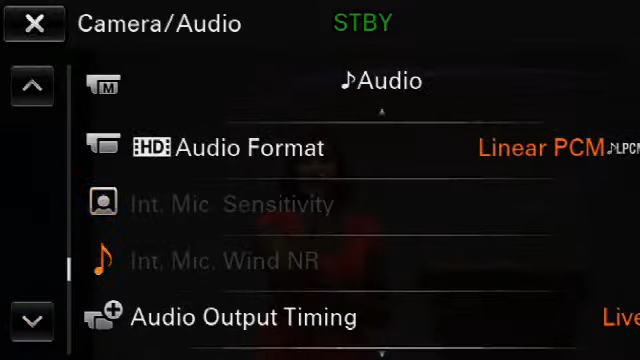 Camera/Audio STBY
♪Audio
HD Audio Format Linear PCM ♪LPCM
Int. Mic. Sensitivity
Int. Mic. Wind NR
Audio Output Timing Live